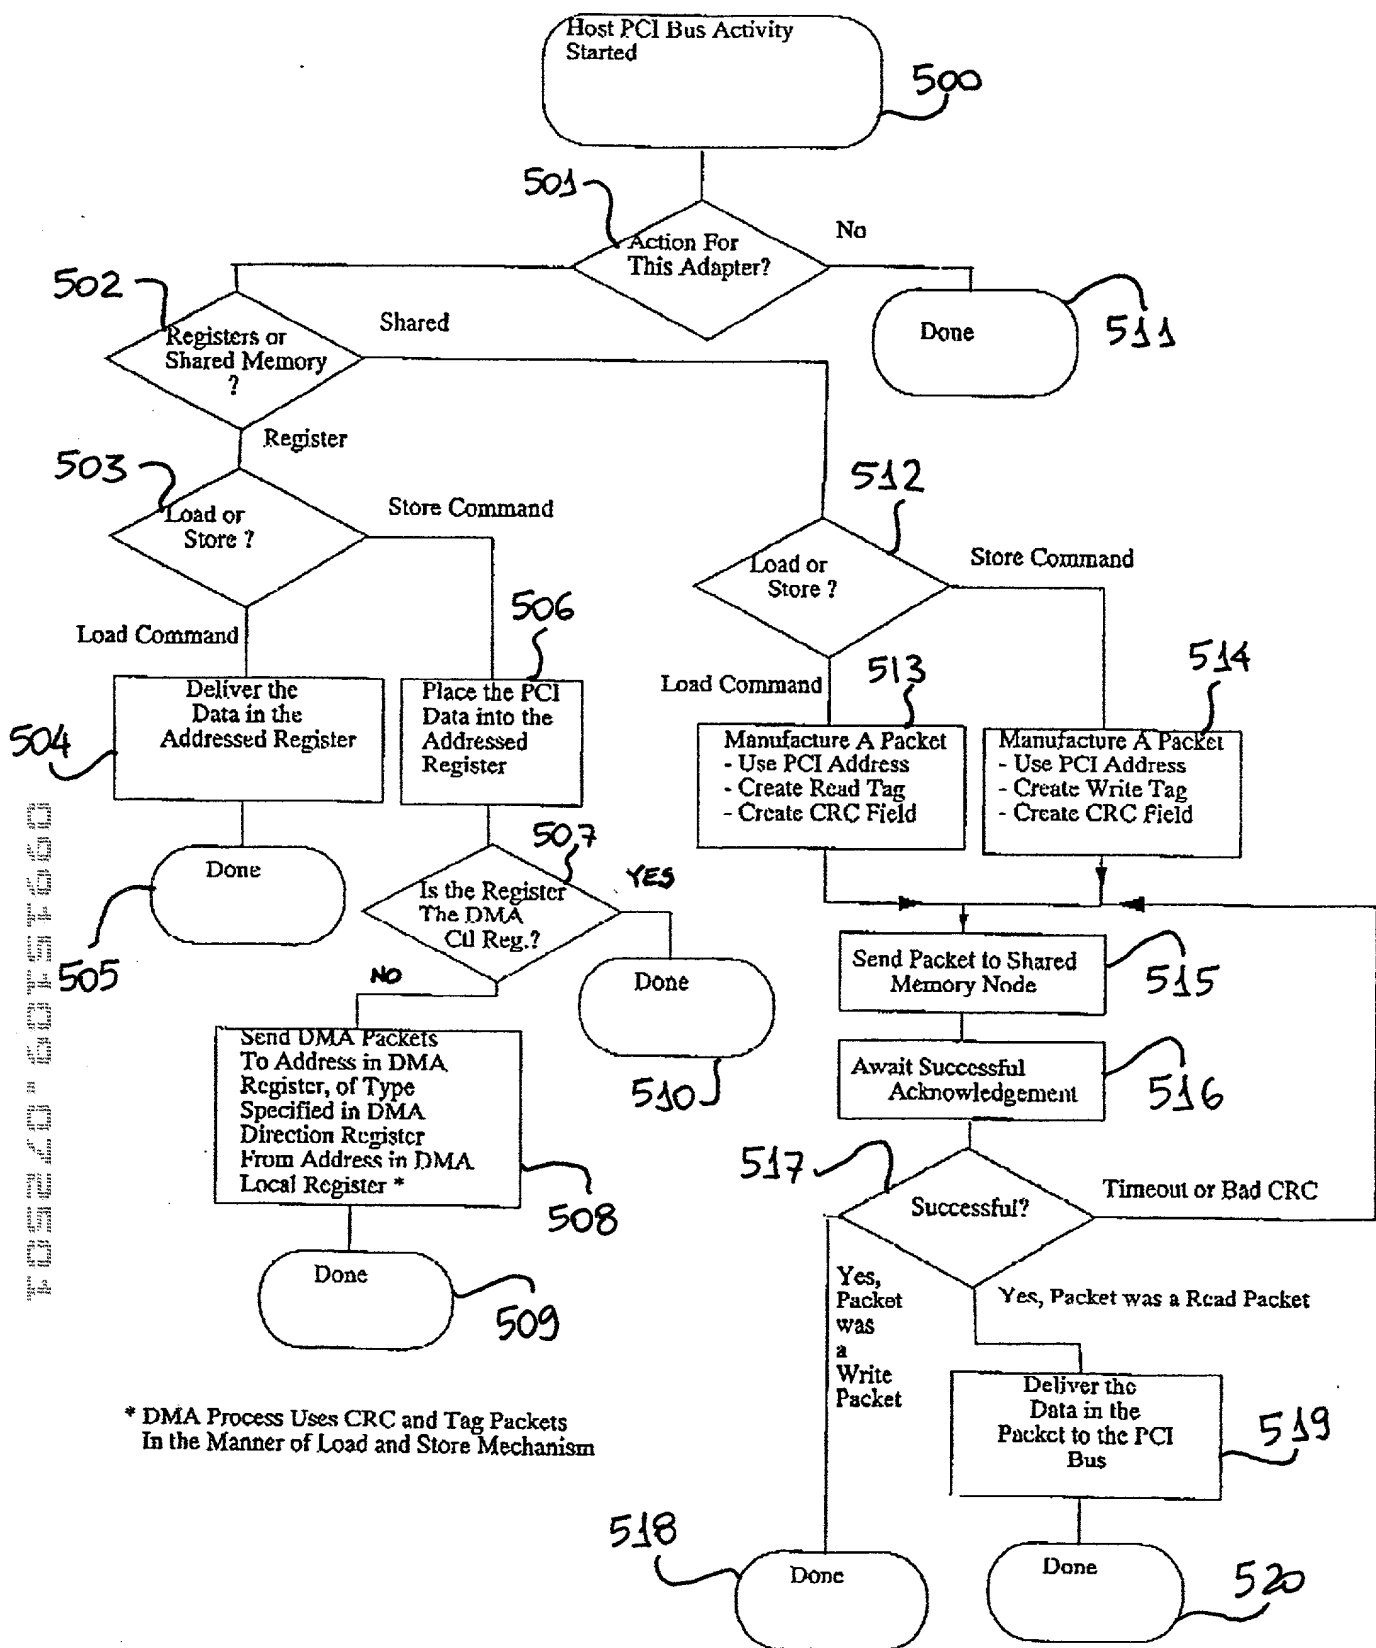 Host PCI Bus Activity
Started
500
501
Action For
This Adapter?
No
Done
511
502
Registers or
Shared Memory
?
Shared
Register
503
Load or
Store ?
Store Command
Load Command
504
Deliver the
Data in the
Addressed Register
505
Done
506
Place the PCI
Data into the
Addressed
Register
507
Is the Register
The DMA
Ctl Reg.?
YES
Done
510
NO
Send DMA Packets
To Address in DMA
Register, of Type
Specified in DMA
Direction Register
From Address in DMA
Local Register *
508
Done
509
* DMA Process Uses CRC and Tag Packets
In the Manner of Load and Store Mechanism
512
Load or
Store ?
Store Command
Load Command
513
Manufacture A Packet
- Use PCI Address
- Create Read Tag
- Create CRC Field
514
Manufacture A Packet
- Use PCI Address
- Create Write Tag
- Create CRC Field
Send Packet to Shared
Memory Node
515
Await Successful
Acknowledgement
516
517
Successful?
Timeout or Bad CRC
Yes,
Packet
was
a
Write
Packet
Yes, Packet was a Read Packet
Deliver the
Data in the
Packet to the PCI
Bus
519
518
Done
Done
520